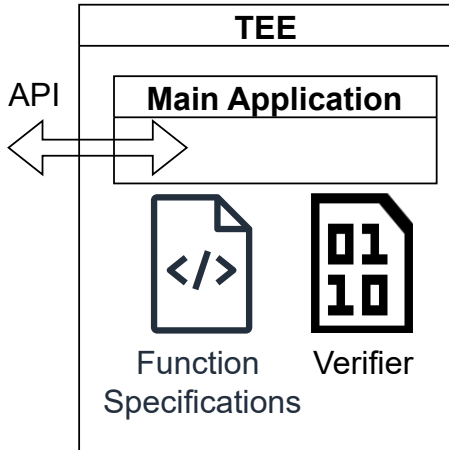 TEE
API
Main Application
</>
01
10
Function
Specifications
Verifier